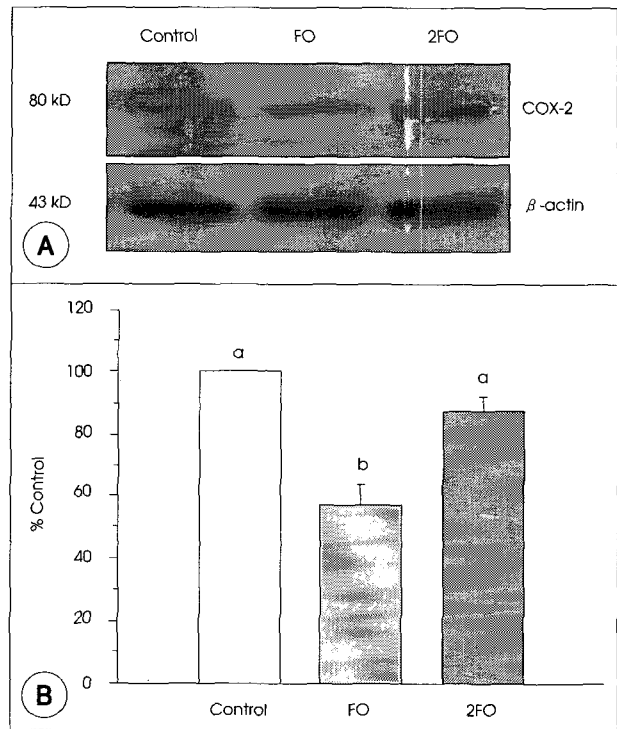 Control FO 2FO
80 kD COX-2
43 kD β-actin
A
120
100
80
60
40
20
0
% Control
a
b
a
Control FO 2FO
B